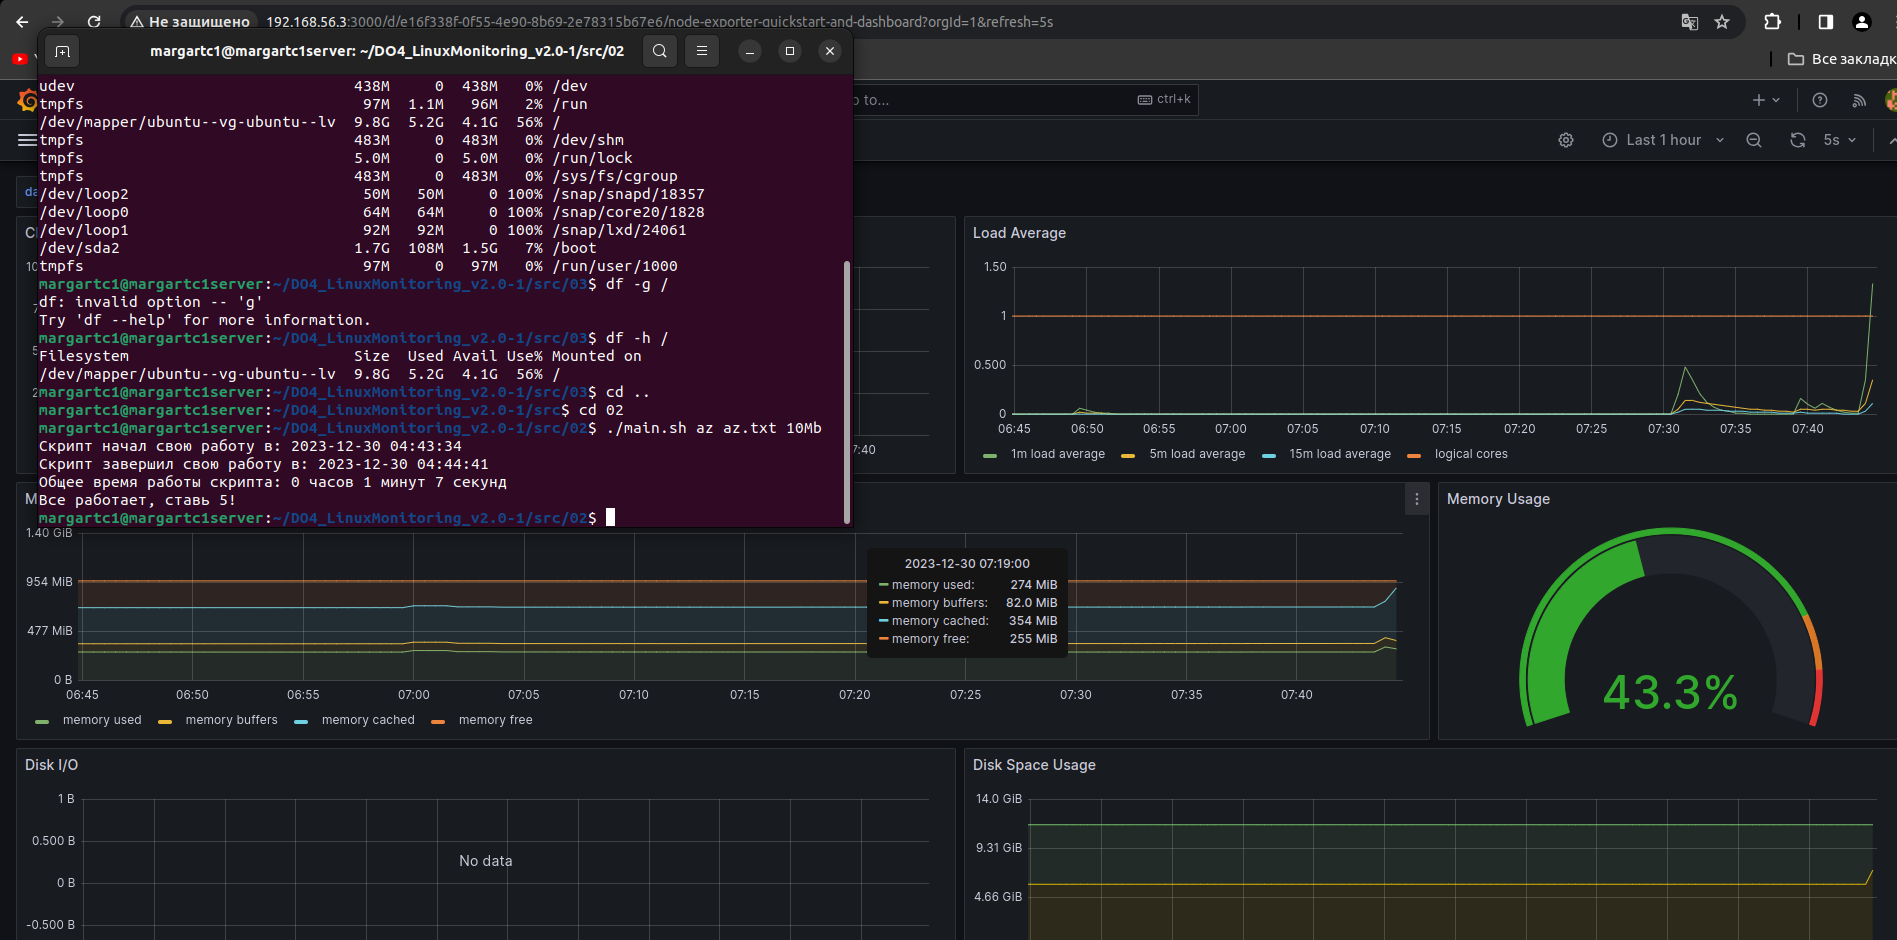 Не защищено 192.168.56.3:3000/d/e16f338f-0f55-4e90-8b69-2e78315b67e6/node-exporter-quickstart-and-dashboard?orgId=1&refresh=5s
Все закладк
margartc1@margartc1server: ~/DO4_LinuxMonitoring_v2.0-1/src/02
udev 438M 0 438M 0% /dev
tmpfs 97M 1.1M 96M 2% /run
/dev/mapper/ubuntu--vg-ubuntu--lv 9.8G 5.2G 4.1G 56% /
tmpfs 483M 0 483M 0% /dev/shm
tmpfs 5.0M 0 5.0M 0% /run/lock
tmpfs 483M 0 483M 0% /sys/fs/cgroup
/dev/loop2 50M 50M 0 100% /snap/snapd/18357
/dev/loop0 64M 64M 0 100% /snap/core20/1828
/dev/loop1 92M 92M 0 100% /snap/lxd/24061
/dev/sda2 1.7G 108M 1.5G 7% /boot
tmpfs 97M 0 97M 0% /run/user/1000
margartc1@margartc1server:~/DO4_LinuxMonitoring_v2.0-1/src/03$ df -g /
df: invalid option -- 'g'
Try 'df --help' for more information.
margartc1@margartc1server:~/DO4_LinuxMonitoring_v2.0-1/src/03$ df -h /
Filesystem Size Used Avail Use% Mounted on
/dev/mapper/ubuntu--vg-ubuntu--lv 9.8G 5.2G 4.1G 56% /
margartc1@margartc1server:~/DO4_LinuxMonitoring_v2.0-1/src/03$ cd ..
margartc1@margartc1server:~/DO4_LinuxMonitoring_v2.0-1/src$ cd 02
margartc1@margartc1server:~/DO4_LinuxMonitoring_v2.0-1/src/02$ ./main.sh az az.txt 10Mb
Скрипт начал свою работу в: 2023-12-30 04:43:34
Скрипт завершил свою работу в: 2023-12-30 04:44:41
Общее время работы скрипта: 0 часов 1 минут 7 секунд
Все работает, ставь 5!
margartc1@margartc1server:~/DO4_LinuxMonitoring_v2.0-1/src/02$
to... ctrl+k
Last 1 hour 5s
da
7:40
Load Average
1.50
1
0.500
0
06:45 06:50 06:55 07:00 07:05 07:10 07:15 07:20 07:25 07:30 07:35 07:40
1m load average 5m load average 15m load average logical cores
M
1.40 GiB
954 MiB
477 MiB
0 B
06:45 06:50 06:55 07:00 07:05 07:10 07:15 07:20 07:25 07:30 07:35 07:40
memory used memory buffers memory cached memory free
2023-12-30 07:19:00
memory used: 274 MiB
memory buffers: 82.0 MiB
memory cached: 354 MiB
memory free: 255 MiB
Memory Usage
43.3%
Disk I/O
1 B
0.500 B
0 B
-0.500 B
No data
Disk Space Usage
14.0 GiB
9.31 GiB
4.66 GiB